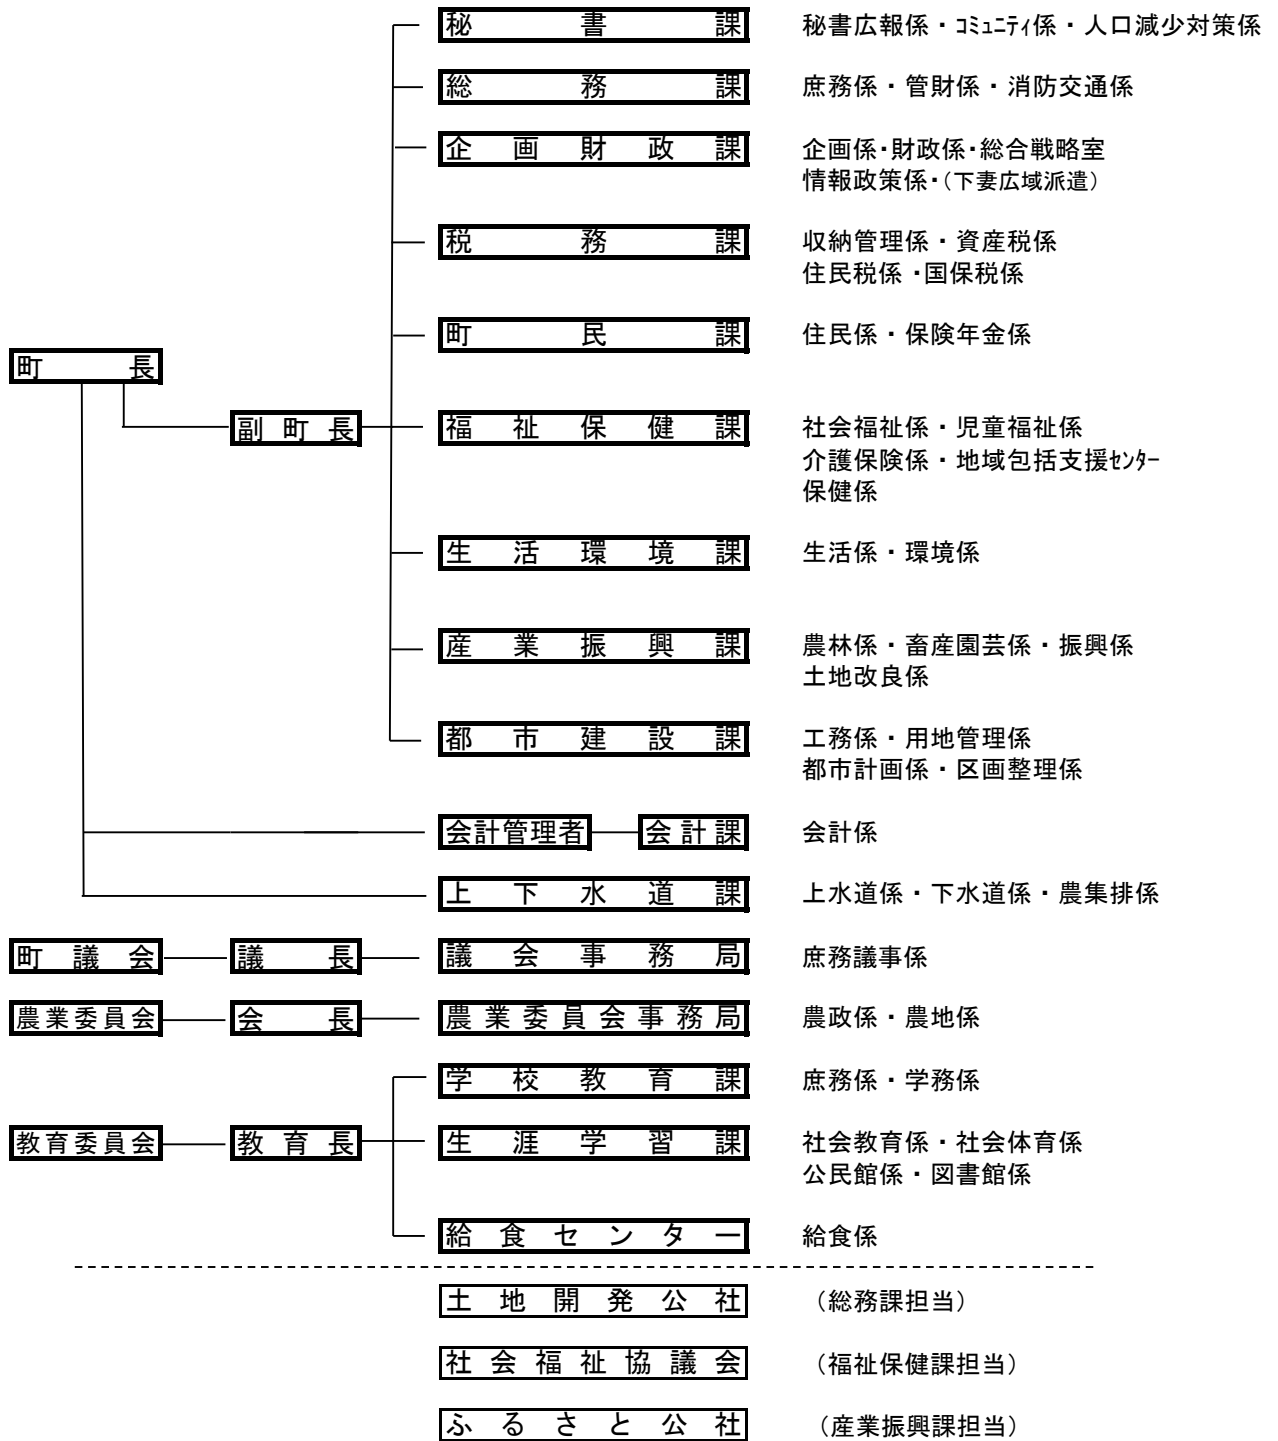 秘書課 秘書広報係・ｺﾐｭﾆﾃｨ係・人口減少対策係
総務課 庶務係・管財係・消防交通係
企画財政課 企画係・財政係・総合戦略室
情報政策係・（下妻広域派遣）
税務課 収納管理係・資産税係
住民税係・国保税係
町民課 住民係・保険年金係
町長
副町長 福祉保健課 社会福祉係・児童福祉係
介護保険係・地域包括支援ｾﾝﾀｰ
保健係
生活環境課 生活係・環境係
産業振興課 農林係・畜産園芸係・振興係
土地改良係
都市建設課 工務係・用地管理係
都市計画係・区画整理係
会計管理者 会計課 会計係
上下水道課 上水道係・下水道係・農集排係
町議会 議長 議会事務局 庶務議事係
農業委員会 会長 農業委員会事務局 農政係・農地係
学校教育課 庶務係・学務係
教育委員会 教育長 生涯学習課 社会教育係・社会体育係
公民館係・図書館係
給食センター 給食係
土地開発公社 （総務課担当）
社会福祉協議会 （福祉保健課担当）
ふるさと公社 （産業振興課担当）